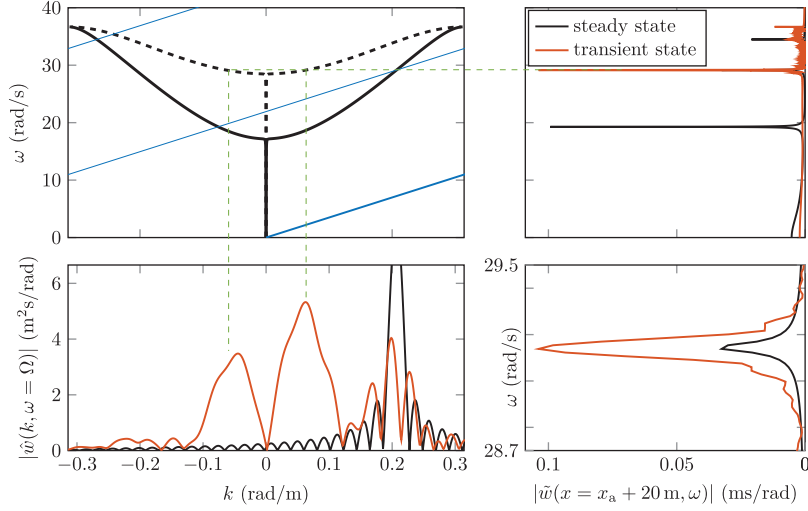 40
30
20
10
0
ω (rad/s)
steady state
transient state
6
4
2
0
|ŵ(k, ω = Ω)| (m²s/rad)
−0.3 −0.2 −0.1 0 0.1 0.2 0.3
k (rad/m)
29.5
28.7
ω (rad/s)
0.1 0.05 0
|w̃(x = xₐ + 20 m, ω)| (ms/rad)